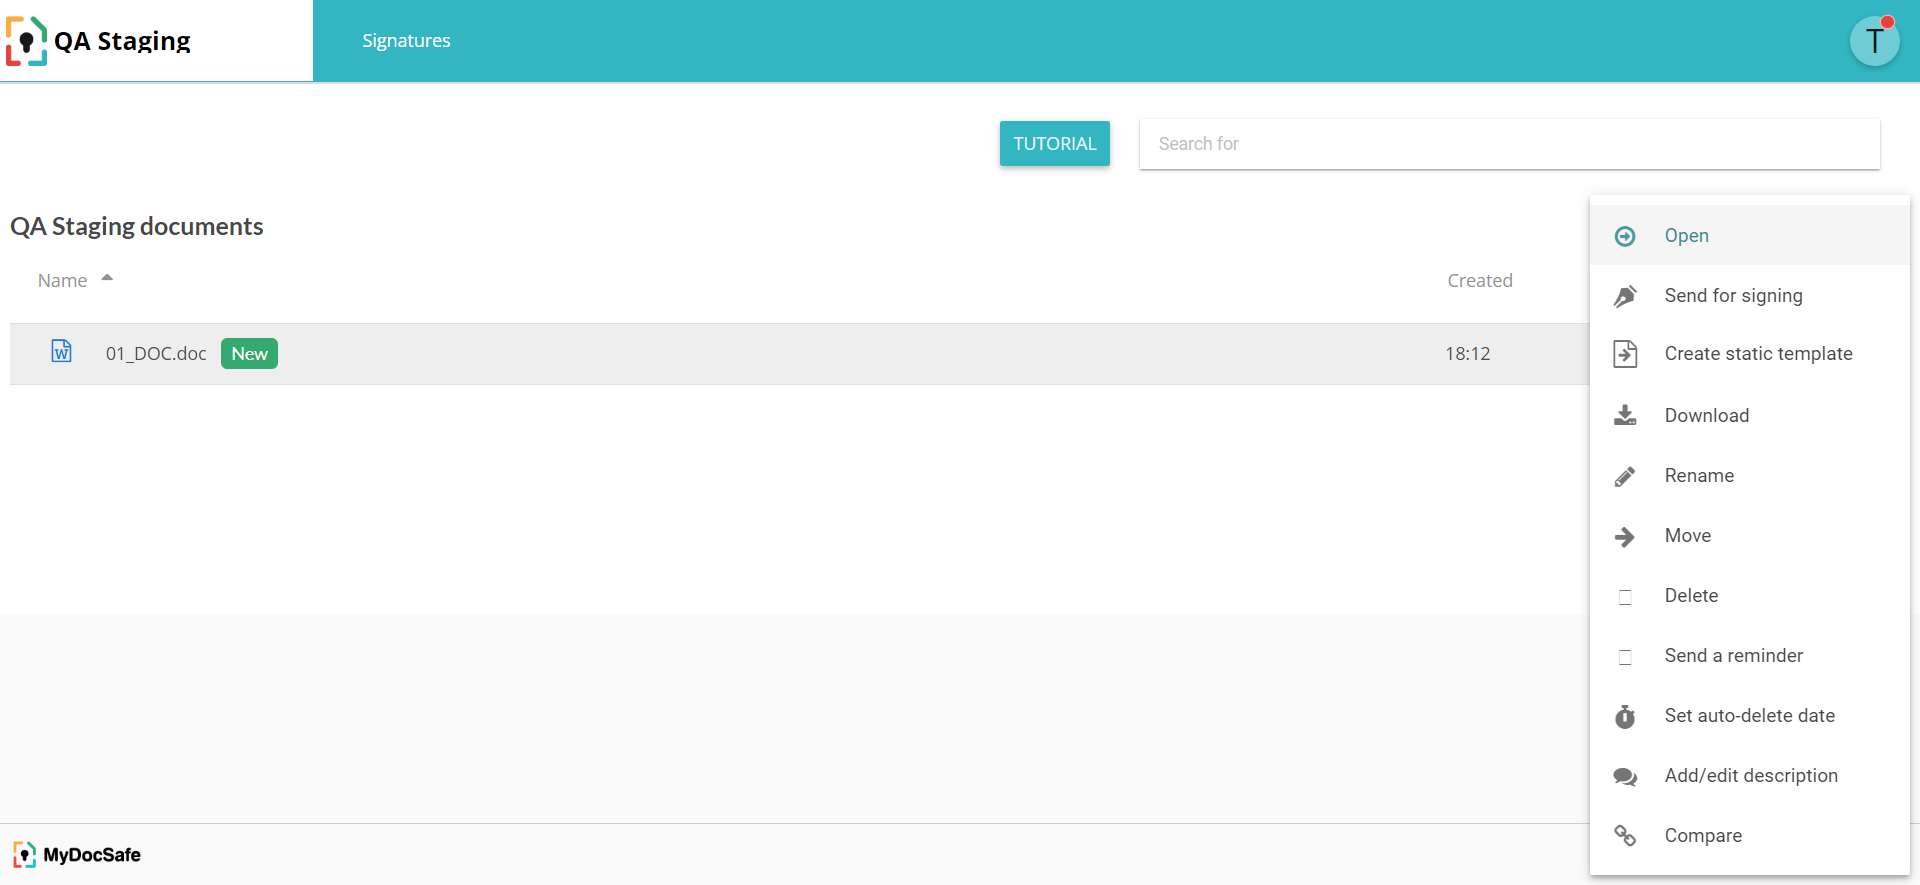 QA Staging
Signatures
T
TUTORIAL
Search for
QA Staging documents
Name
Created
01_DOC.doc
New
18:12
Open
Send for signing
Create static template
Download
Rename
Move
Delete
Send a reminder
Set auto-delete date
Add/edit description
Compare
MyDocSafe